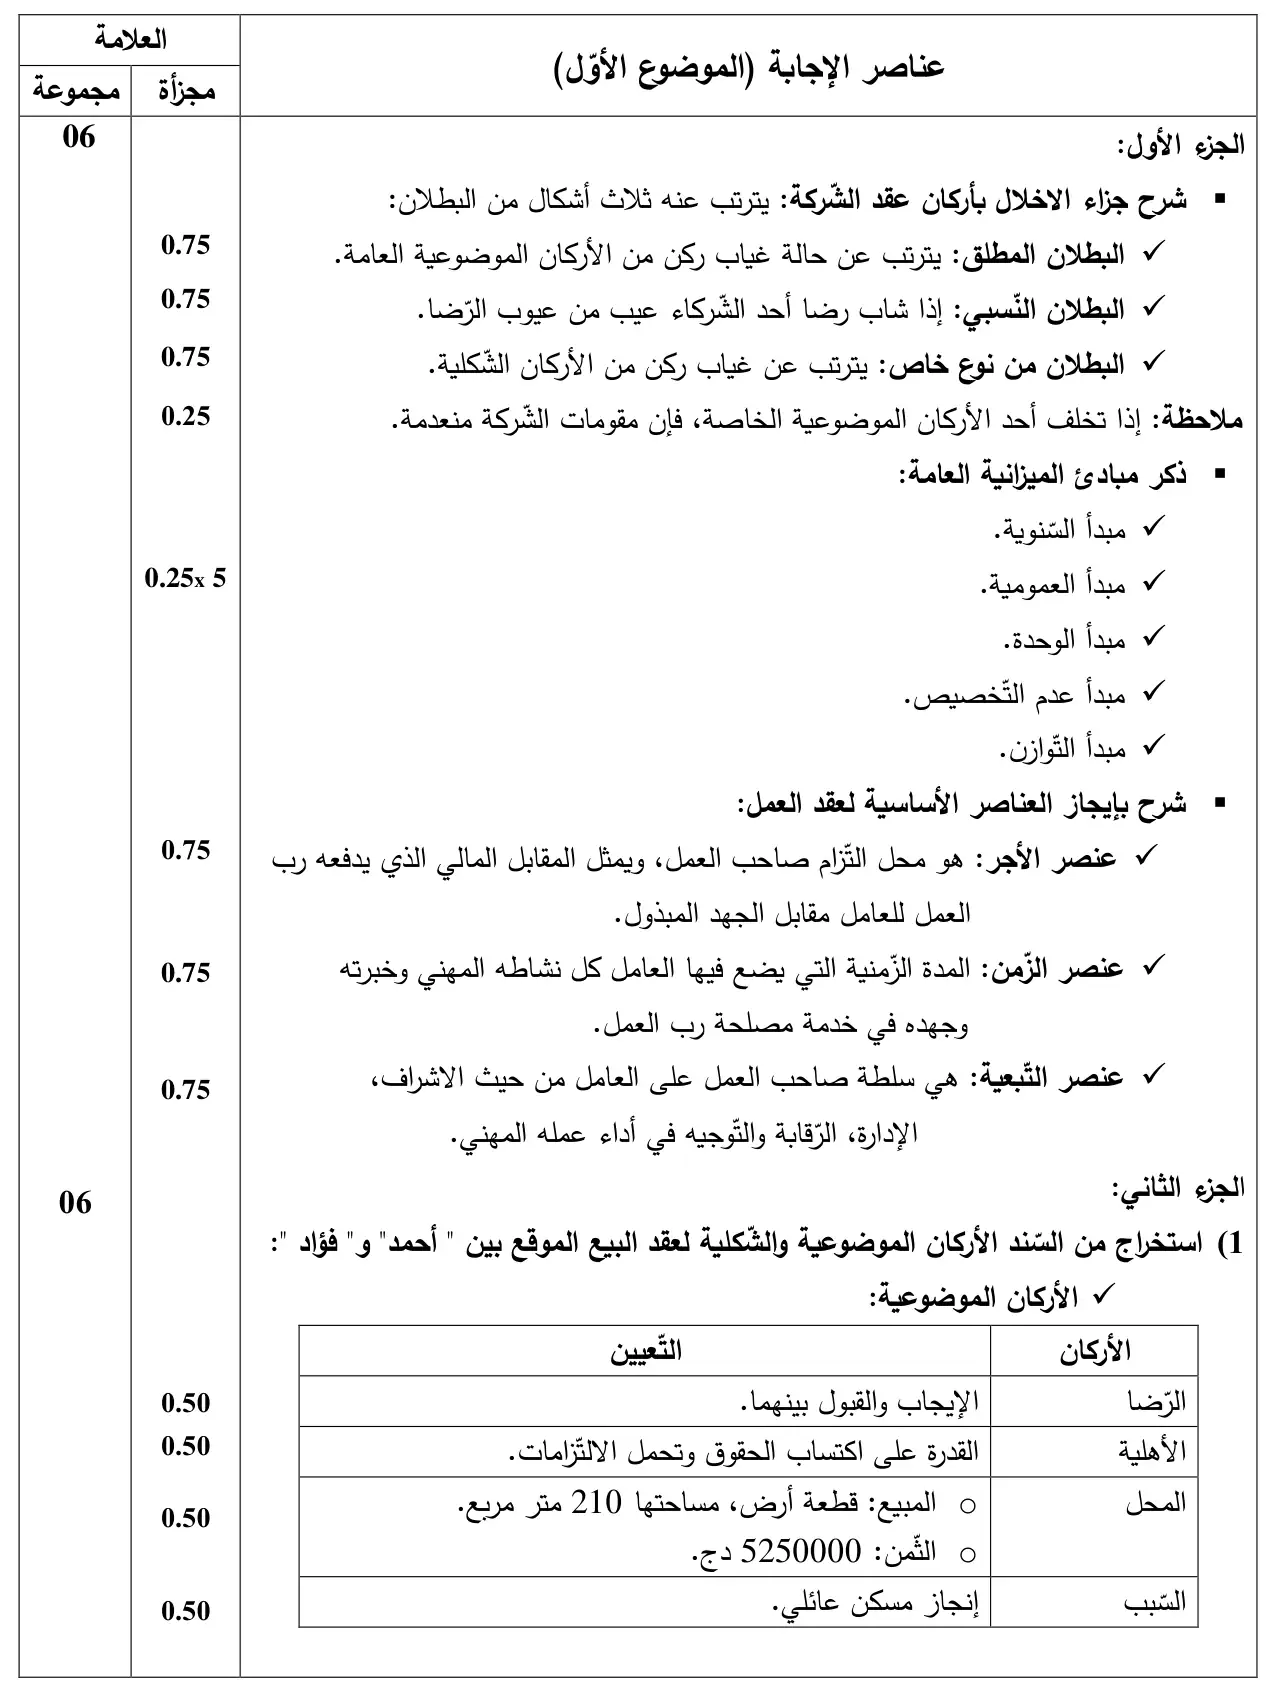 العلامة
عناصر الإجابة (الموضوع الأوّل)
مجموعة مجزأة
06
الجزء الأول:
▪ شرح جزاء الاخلال بأركان عقد الشّركة: يترتب عنه ثلاث أشكال من البطلان:
✓ البطلان المطلق: يترتب عن حالة غياب ركن من الأركان الموضوعية العامة. 0.75
✓ البطلان النّسبي: إذا شاب رضا أحد الشّركاء عيب من عيوب الرّضا. 0.75
✓ البطلان من نوع خاص: يترتب عن غياب ركن من الأركان الشّكلية. 0.75
ملاحظة: إذا تخلف أحد الأركان الموضوعية الخاصة، فإن مقومات الشّركة منعدمة. 0.25
▪ ذكر مبادئ الميزانية العامة:
✓ مبدأ السّنوية.
✓ مبدأ العمومية. 0.25x 5
✓ مبدأ الوحدة.
✓ مبدأ عدم التّخصيص.
✓ مبدأ التّوازن.
▪ شرح بإيجاز العناصر الأساسية لعقد العمل:
✓ عنصر الأجر: هو محل التّزام صاحب العمل، ويمثل المقابل المالي الذي يدفعه رب 0.75
العمل للعامل مقابل الجهد المبذول.
✓ عنصر الزّمن: المدة الزّمنية التي يضع فيها العامل كل نشاطه المهني وخبرته 0.75
وجهده في خدمة مصلحة رب العمل.
✓ عنصر التّبعية: هي سلطة صاحب العمل على العامل من حيث الاشراف، 0.75
الإدارة، الرّقابة والتّوجيه في أداء عمله المهني.
الجزء الثاني:
06
1) استخراج من السّند الأركان الموضوعية والشّكلية لعقد البيع الموقع بين " أحمد" و" فؤاد ":
✓ الأركان الموضوعية:
الأركان التّعيين
الرّضا الإيجاب والقبول بينهما. 0.50
الأهلية القدرة على اكتساب الحقوق وتحمل الالتّزامات. 0.50
المحل o المبيع: قطعة أرض، مساحتها 210 متر مربع. 0.50
o الثّمن: 5250000 دج.
السّبب إنجاز مسكن عائلي. 0.50